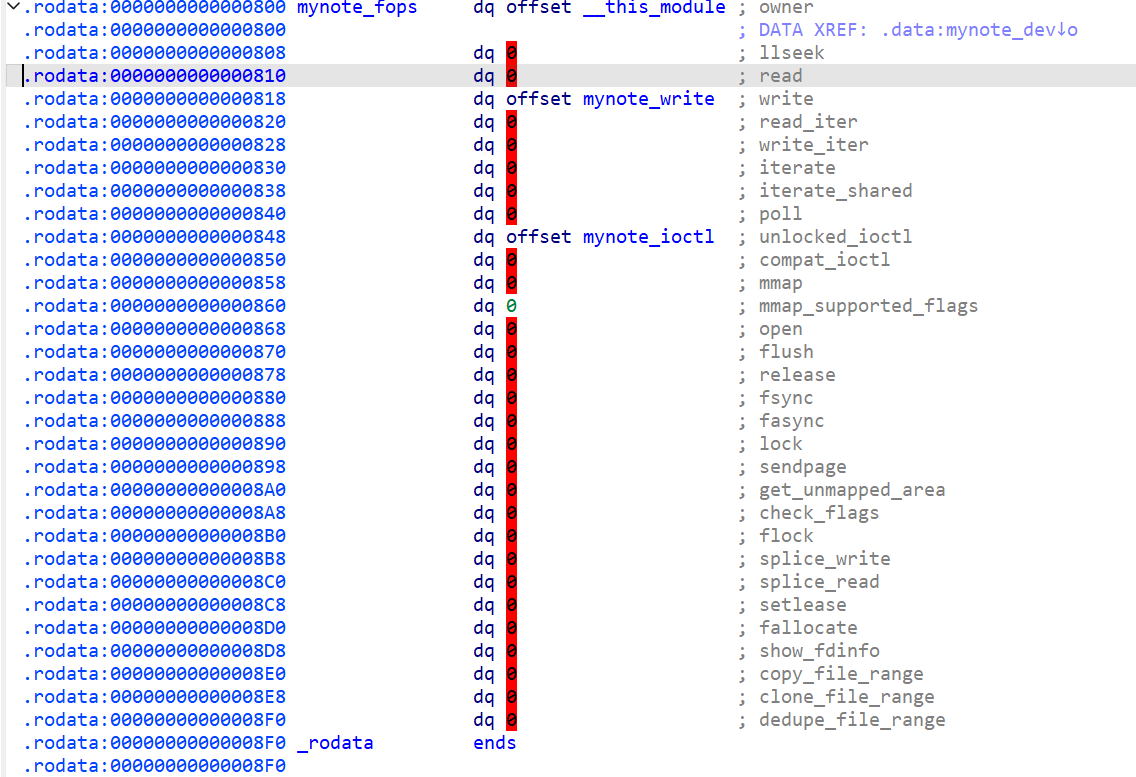 .rodata:0000000000000800 mynote_fops dq offset __this_module ; owner
.rodata:0000000000000800 ; DATA XREF: .data:mynote_dev↓o
.rodata:0000000000000808 dq 0 ; llseek
.rodata:0000000000000810 dq 0 ; read
.rodata:0000000000000818 dq offset mynote_write ; write
.rodata:0000000000000820 dq 0 ; read_iter
.rodata:0000000000000828 dq 0 ; write_iter
.rodata:0000000000000830 dq 0 ; iterate
.rodata:0000000000000838 dq 0 ; iterate_shared
.rodata:0000000000000840 dq 0 ; poll
.rodata:0000000000000848 dq offset mynote_ioctl ; unlocked_ioctl
.rodata:0000000000000850 dq 0 ; compat_ioctl
.rodata:0000000000000858 dq 0 ; mmap
.rodata:0000000000000860 dq 0 ; mmap_supported_flags
.rodata:0000000000000868 dq 0 ; open
.rodata:0000000000000870 dq 0 ; flush
.rodata:0000000000000878 dq 0 ; release
.rodata:0000000000000880 dq 0 ; fsync
.rodata:0000000000000888 dq 0 ; fasync
.rodata:0000000000000890 dq 0 ; lock
.rodata:0000000000000898 dq 0 ; sendpage
.rodata:00000000000008A0 dq 0 ; get_unmapped_area
.rodata:00000000000008A8 dq 0 ; check_flags
.rodata:00000000000008B0 dq 0 ; flock
.rodata:00000000000008B8 dq 0 ; splice_write
.rodata:00000000000008C0 dq 0 ; splice_read
.rodata:00000000000008C8 dq 0 ; setlease
.rodata:00000000000008D0 dq 0 ; fallocate
.rodata:00000000000008D8 dq 0 ; show_fdinfo
.rodata:00000000000008E0 dq 0 ; copy_file_range
.rodata:00000000000008E8 dq 0 ; clone_file_range
.rodata:00000000000008F0 dq 0 ; dedupe_file_range
.rodata:00000000000008F0 _rodata ends
.rodata:00000000000008F0